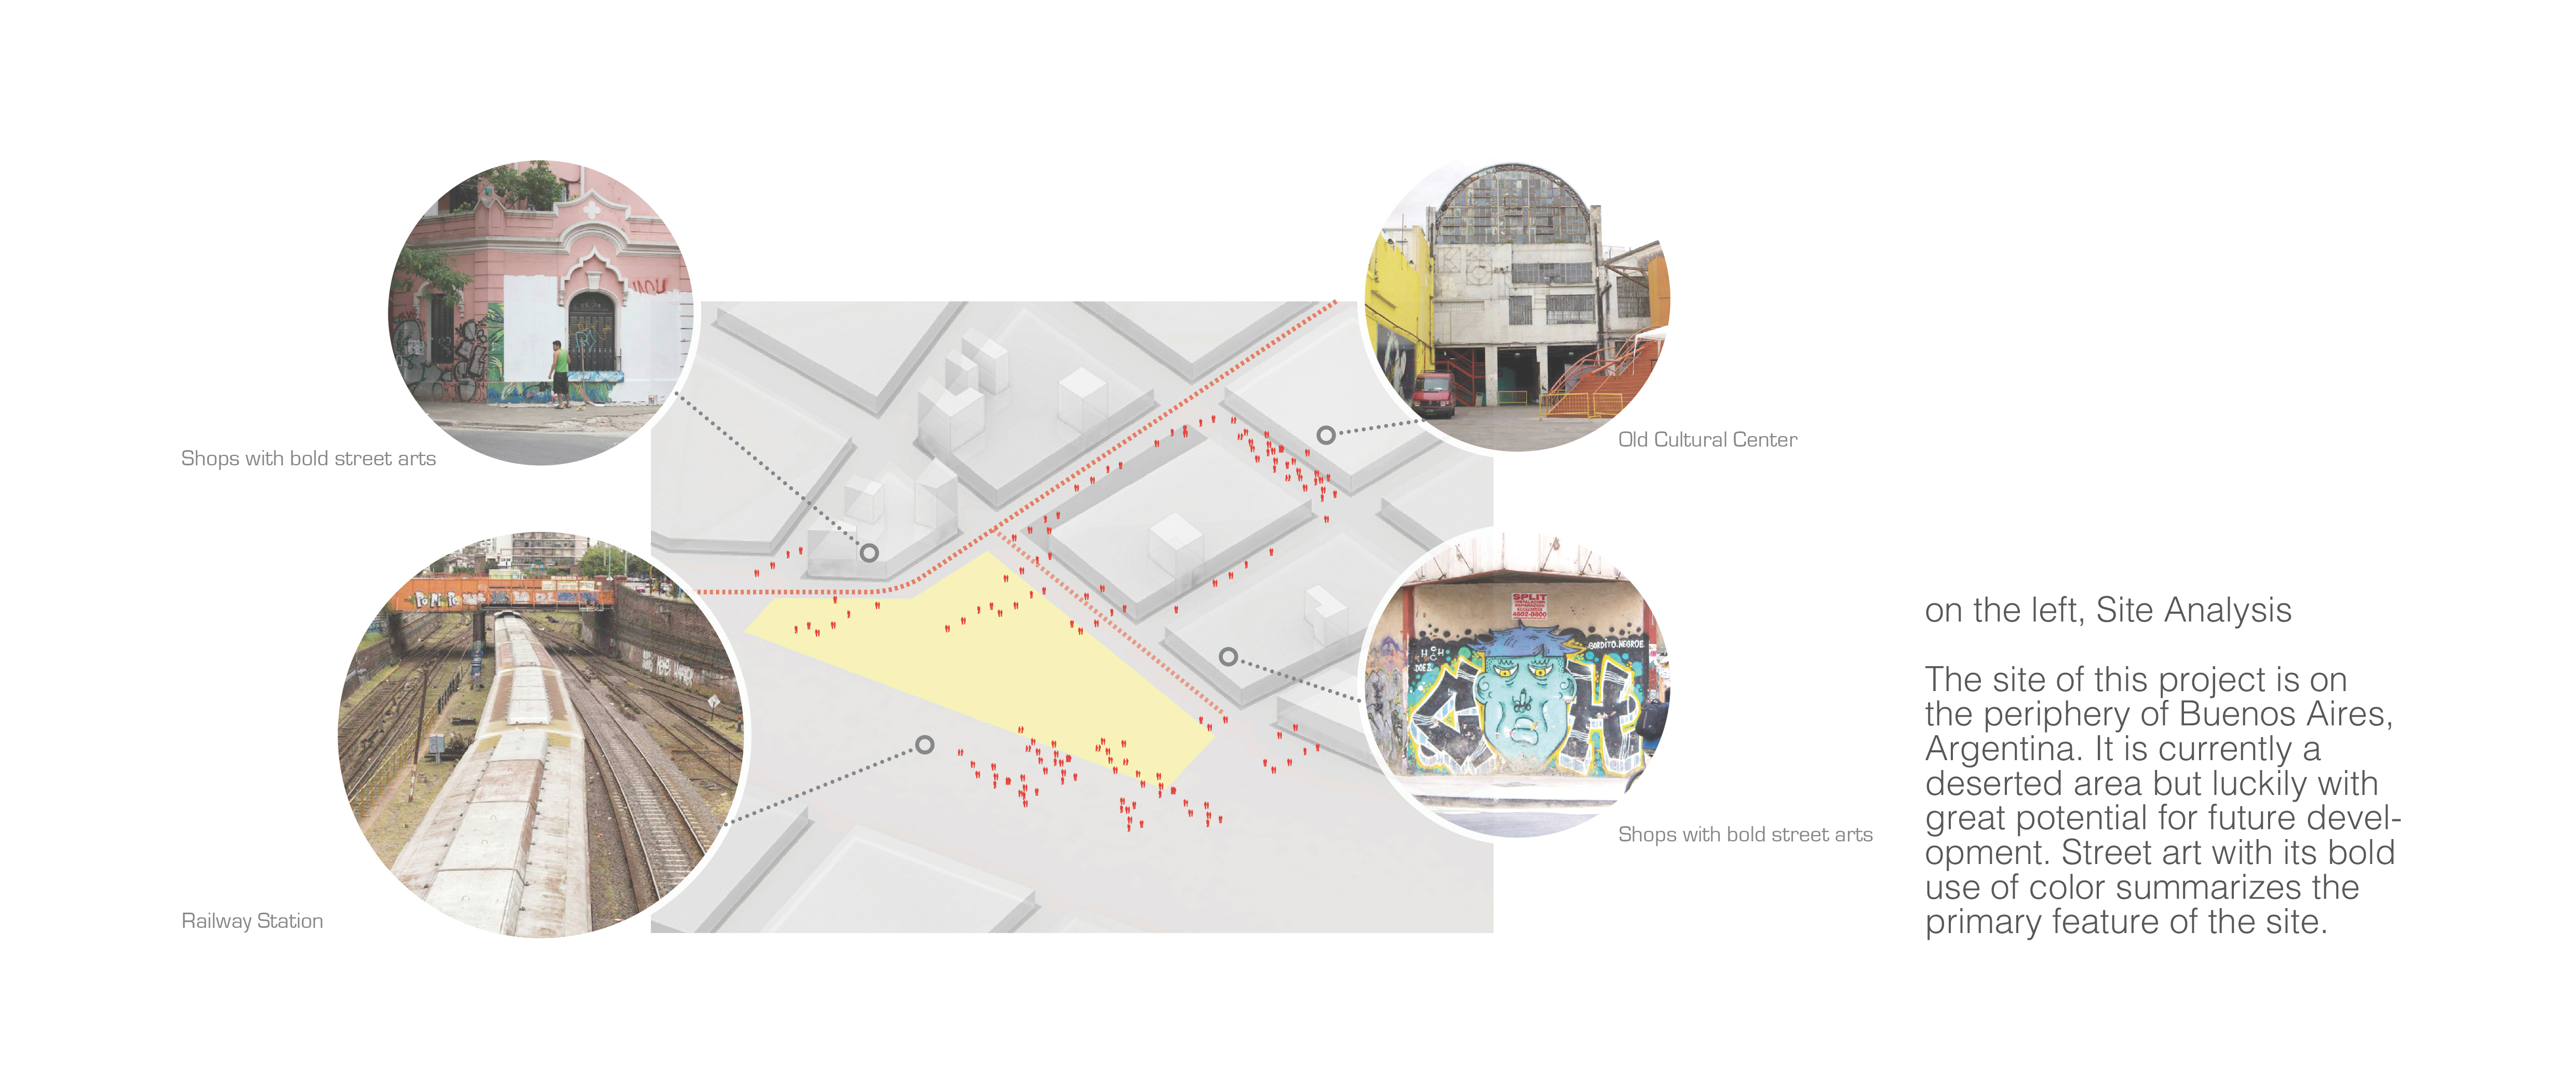 Shops with bold street arts
Railway Station
Old Cultural Center
SPLIT
4602-8800
GORDITO.NEGROE
DOEZ
Shops with bold street arts
on the left, Site Analysis
The site of this project is on
the periphery of Buenos Aires,
Argentina. It is currently a
deserted area but luckily with
great potential for future devel-
opment. Street art with its bold
use of color summarizes the
primary feature of the site.